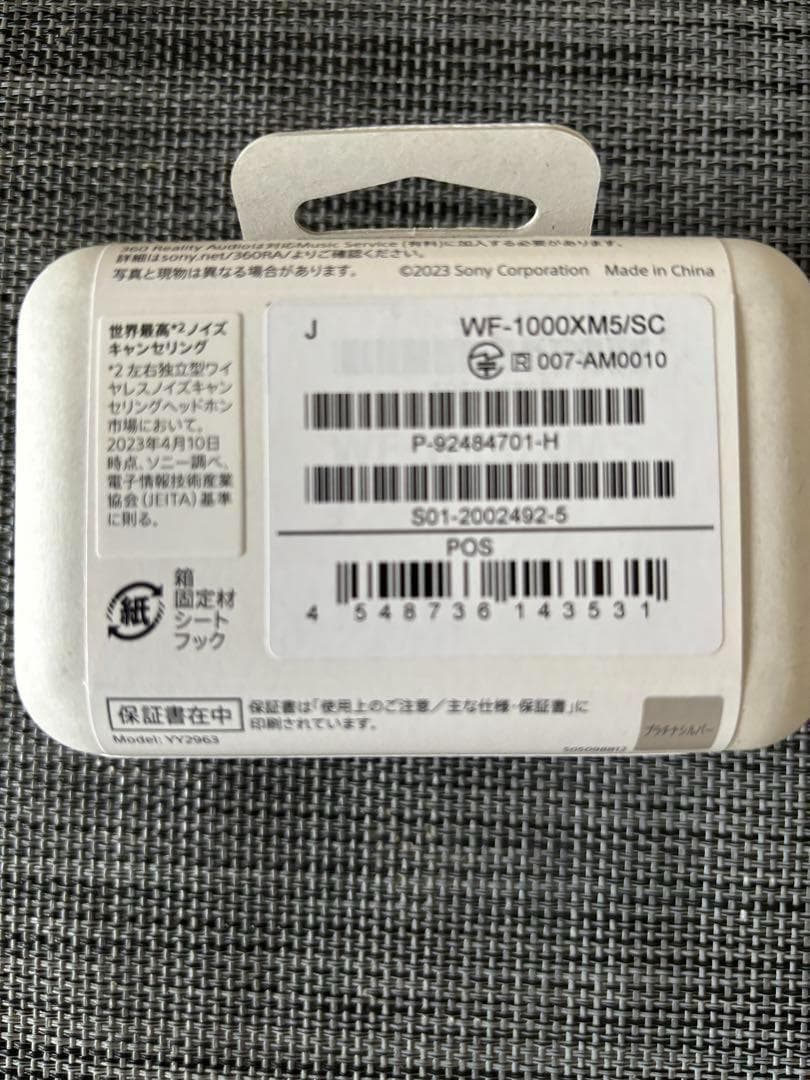 360 Reality Audioは対応Music Service (有料)に加入する必要があります。
詳細はsony.net/360RA/よりご確認ください。
写真と現物は異なる場合があります。 ©2023 Sony Corporation Made in China
世界最高*2ノイズ
キャンセリング
*2 左右独立型ワイ
ヤレスノイズキャン
セリングヘッドホン
市場において。
2023年4月10日
時点、ソニー調べ、
電子情報技術産業
協会(JEITA)基準
に則る。
J WF-1000XM5/SC
R 007-AM0010
P-92484701-H
S01-2002492-5
POS
4 548736 143531
紙
箱
固定材
シート
フック
保証書在中
保証書は「使用上のご注意/主な仕様・保証書」に
印刷されています。
Model: YY2963
505098812
プラチナシルバー